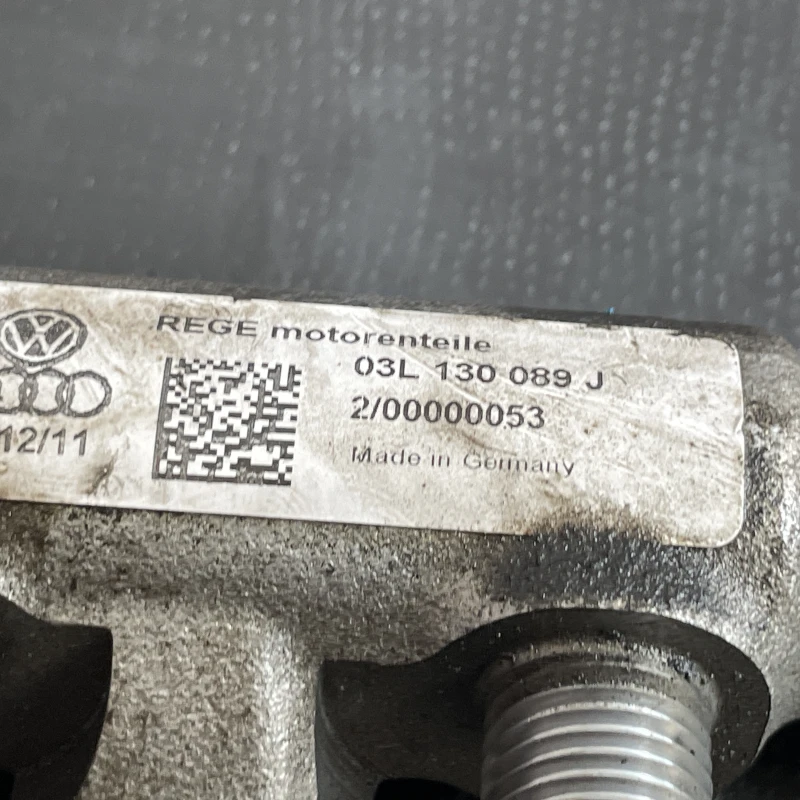 REGE motorenteile
03L 130 089 J
2/00000053
12/11
Made in Germany